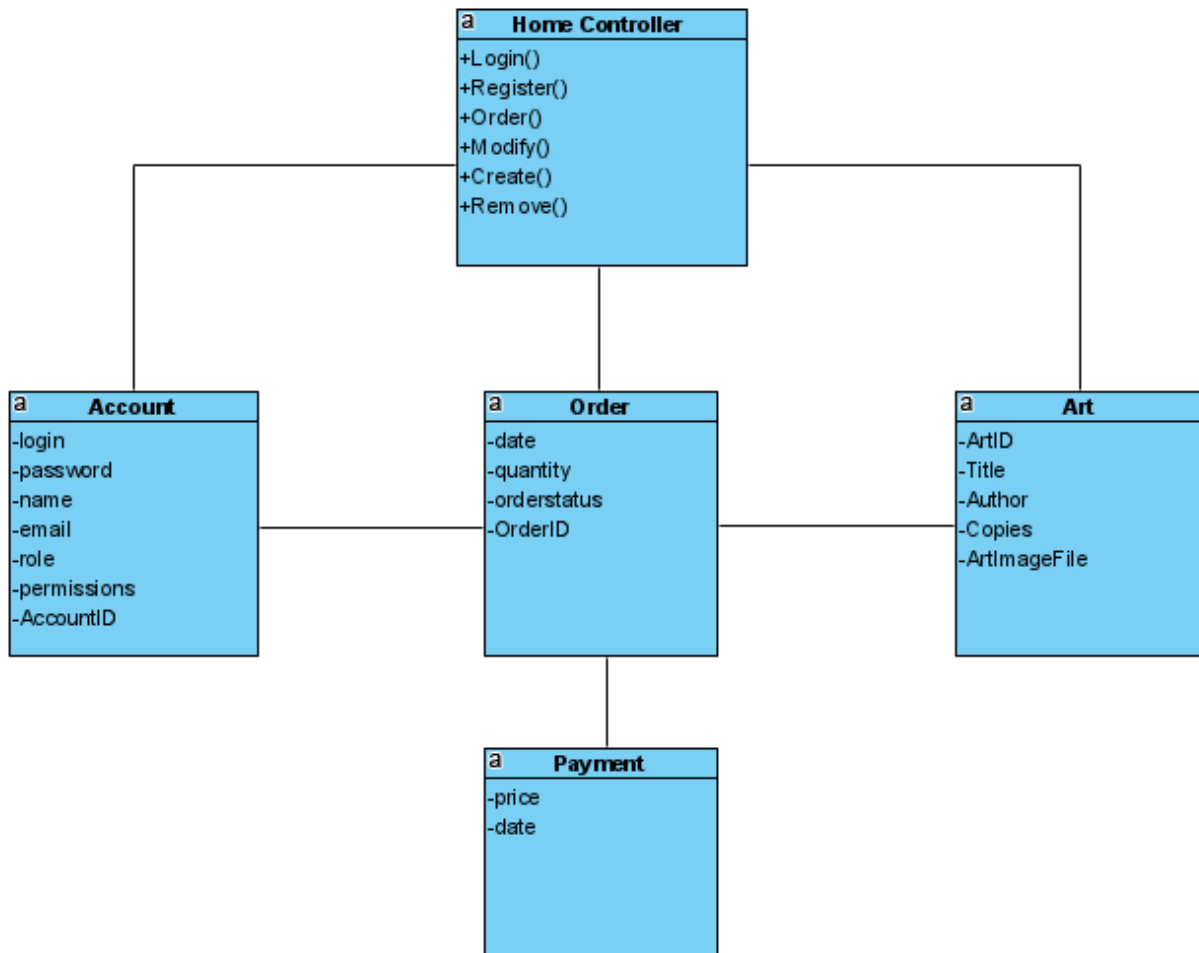 a Home Controller
+Login()
+Register()
+Order()
+Modify()
+Create()
+Remove()
a Account
-login
-password
-name
-email
-role
-permissions
-AccountID
a Order
-date
-quantity
-orderstatus
-OrderID
a Art
-ArtID
-Title
-Author
-Copies
-ArtImageFile
a Payment
-price
-date